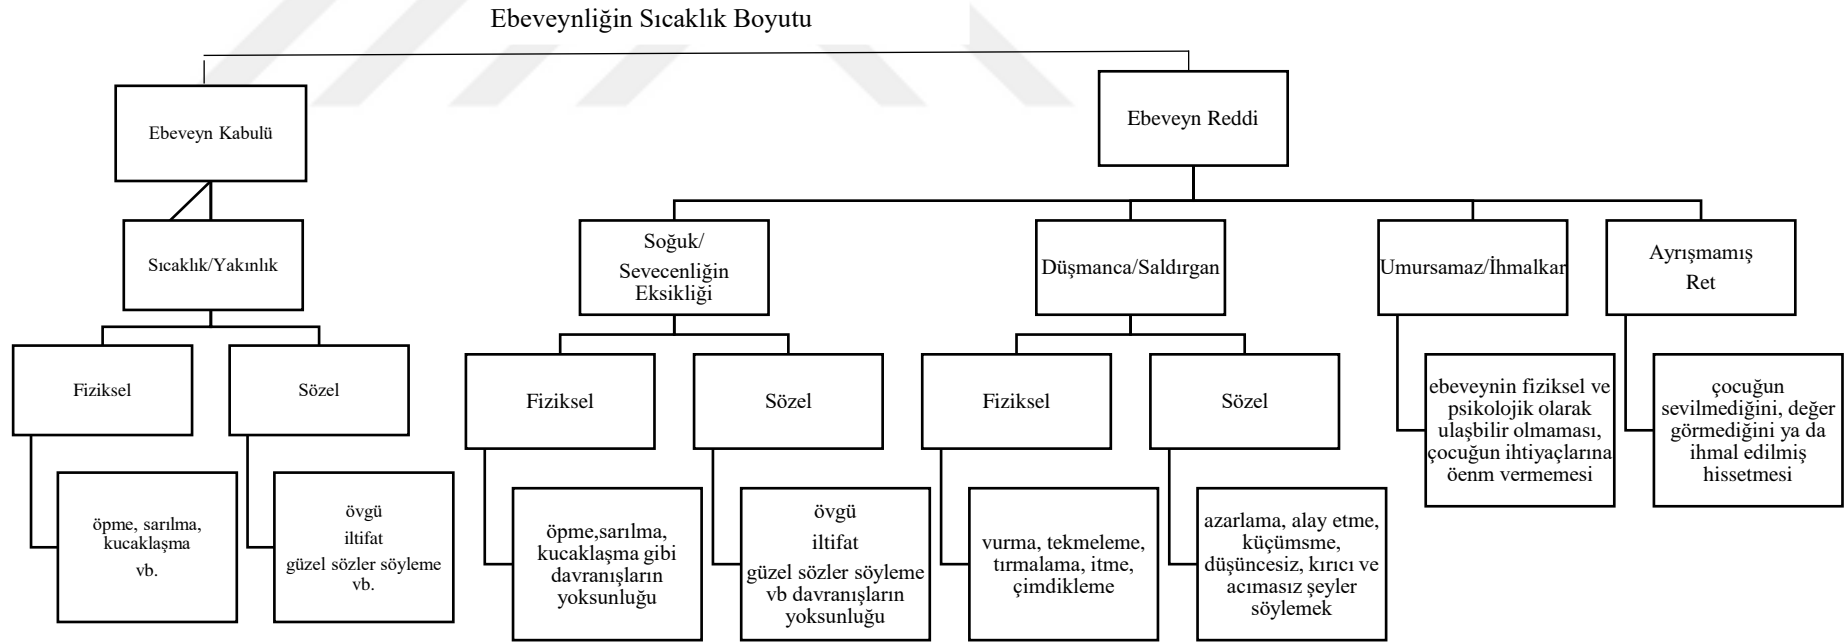 Ebeveynliğin Sıcaklık Boyutu
Ebeveyn Kabulü
Ebeveyn Reddi
Sıcaklık/Yakınlık
Soğuk/
Sevecenliğin
Eksikliği
Düşmanca/Saldırgan
Umursamaz/İhmalkar
Ayrışmamış
Ret
Fiziksel
Sözel
Fiziksel
Sözel
Fiziksel
Sözel
ebeveynin fiziksel ve
psikolojik olarak
ulaşbilir olmaması,
çocuğun ihtiyaçlarına
öenm vermemesi
çocuğun
sevilmediğini, değer
görmediğini ya da
ihmal edilmiş
hissetmesi
öpme, sarılma,
kucaklaşma
vb.
övgü
iltifat
güzel sözler söyleme
vb.
öpme,sarılma,
kucaklaşma gibi
davranışların
yoksunluğu
övgü
iltifat
güzel sözler söyleme
vb davranışların
yoksunluğu
vurma, tekmeleme,
tırmalama, itme,
çimdikleme
azarlama, alay etme,
küçümsme,
düşüncesiz, kırıcı ve
acımasız şeyler
söylemek